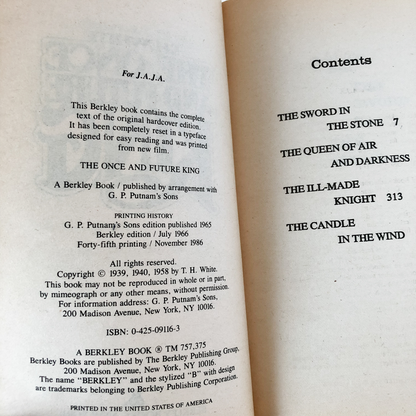 For J.A.J.A.
This Berkley book contains the complete
text of the original hardcover edition.
It has been completely reset in a typeface
designed for easy reading and was printed
from new film.
THE ONCE AND FUTURE KING
A Berkley Book / published by arrangement with
G. P. Putnam's Sons
PRINTING HISTORY
G. P. Putnam's Sons edition published 1965
Berkley edition / July 1966
Forty-fifth printing / November 1986
All rights reserved.
Copyright © 1939, 1940, 1958 by T. H. White.
This book may not be reproduced in whole or in part,
by mimeograph or any other means, without permission.
For information address: G. P. Putnam's Sons,
200 Madison Avenue, New York, NY 10016.
ISBN: 0-425-09116-3
A BERKLEY BOOK ® TM 757,375
Berkley Books are published by The Berkley Publishing Group,
200 Madison Avenue, New York, NY 10016.
The name "BERKLEY" and the stylized "B" with design
are trademarks belonging to Berkley Publishing Corporation.
PRINTED IN THE UNITED STATES OF AMERICA
Contents
THE SWORD IN
THE STONE 7
THE QUEEN OF AIR
AND DARKNESS
THE ILL-MADE
KNIGHT 313
THE CANDLE
IN THE WIND